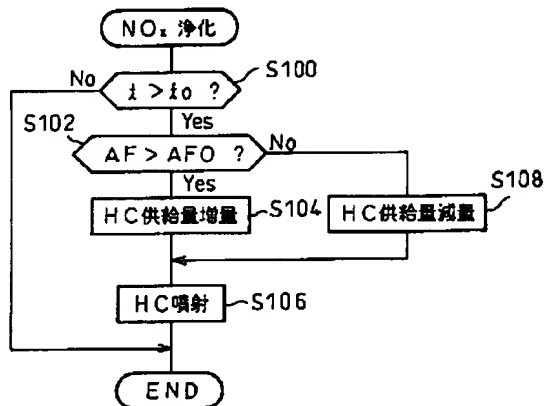 NOx 浄化
S100
No
t > to ?
S102
Yes
AF > AFO ?
No
Yes
S108
HC供給量増量
S104
HC供給量減量
HC噴射
S106
END